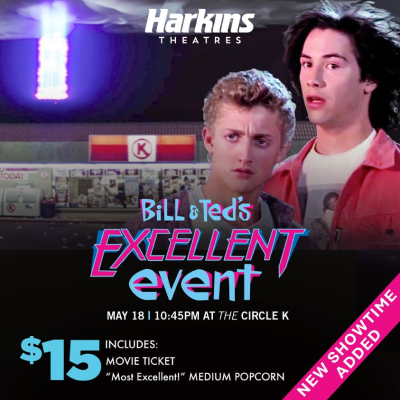 Harkins
THEATRES
K
TODAY
BiLL & Ted's
EXCELLENT
event
MAY 18 | 10:45PM AT THE CIRCLE K
$15 INCLUDES:
MOVIE TICKET
"Most Excellent!" MEDIUM POPCORN
NEW SHOWTIME
ADDED